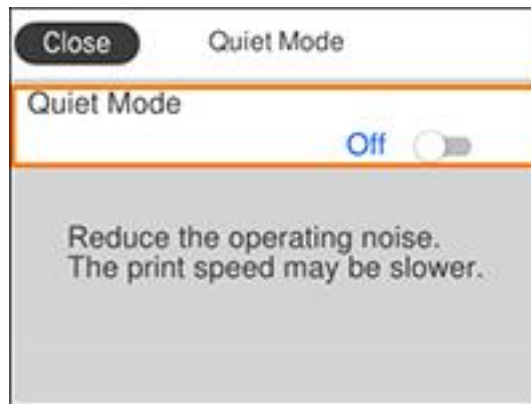 Close
Quiet Mode
Quiet Mode
Off
Reduce the operating noise.
The print speed may be slower.